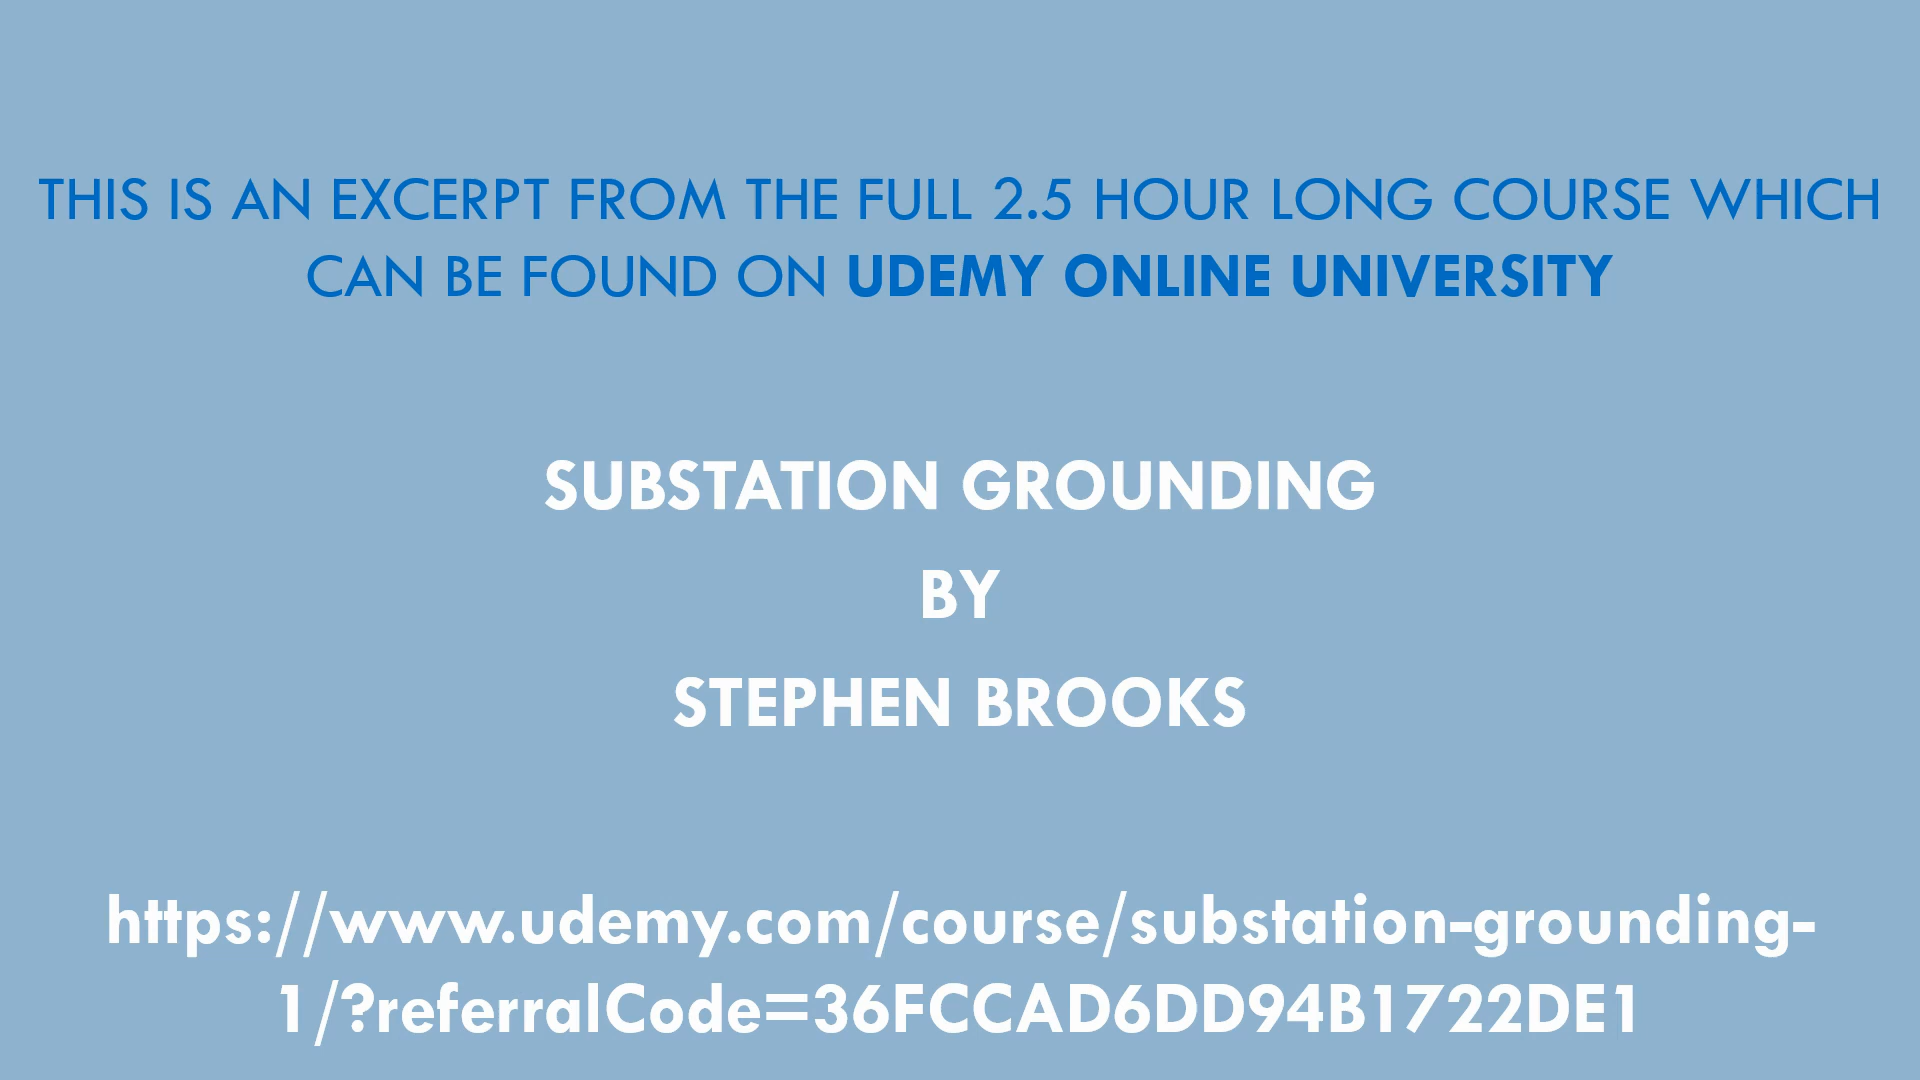 THIS IS AN EXCERPT FROM THE FULL 2.5 HOUR LONG COURSE WHICH
CAN BE FOUND ON UDEMY ONLINE UNIVERSITY
SUBSTATION GROUNDING
BY
STEPHEN BROOKS
https://www.udemy.com/course/substation-grounding-
1/?referralCode=36FCCAD6DD94B1722DE1